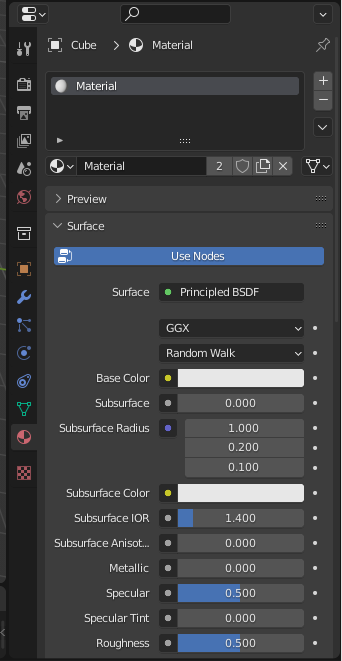 Cube > Material
Material
Material 2
Preview
Surface
Use Nodes
Surface Principled BSDF
GGX
Random Walk
Base Color
Subsurface 0.000
Subsurface Radius 1.000
0.200
0.100
Subsurface Color
Subsurface IOR 1.400
Subsurface Anisot... 0.000
Metallic 0.000
Specular 0.500
Specular Tint 0.000
Roughness 0.500